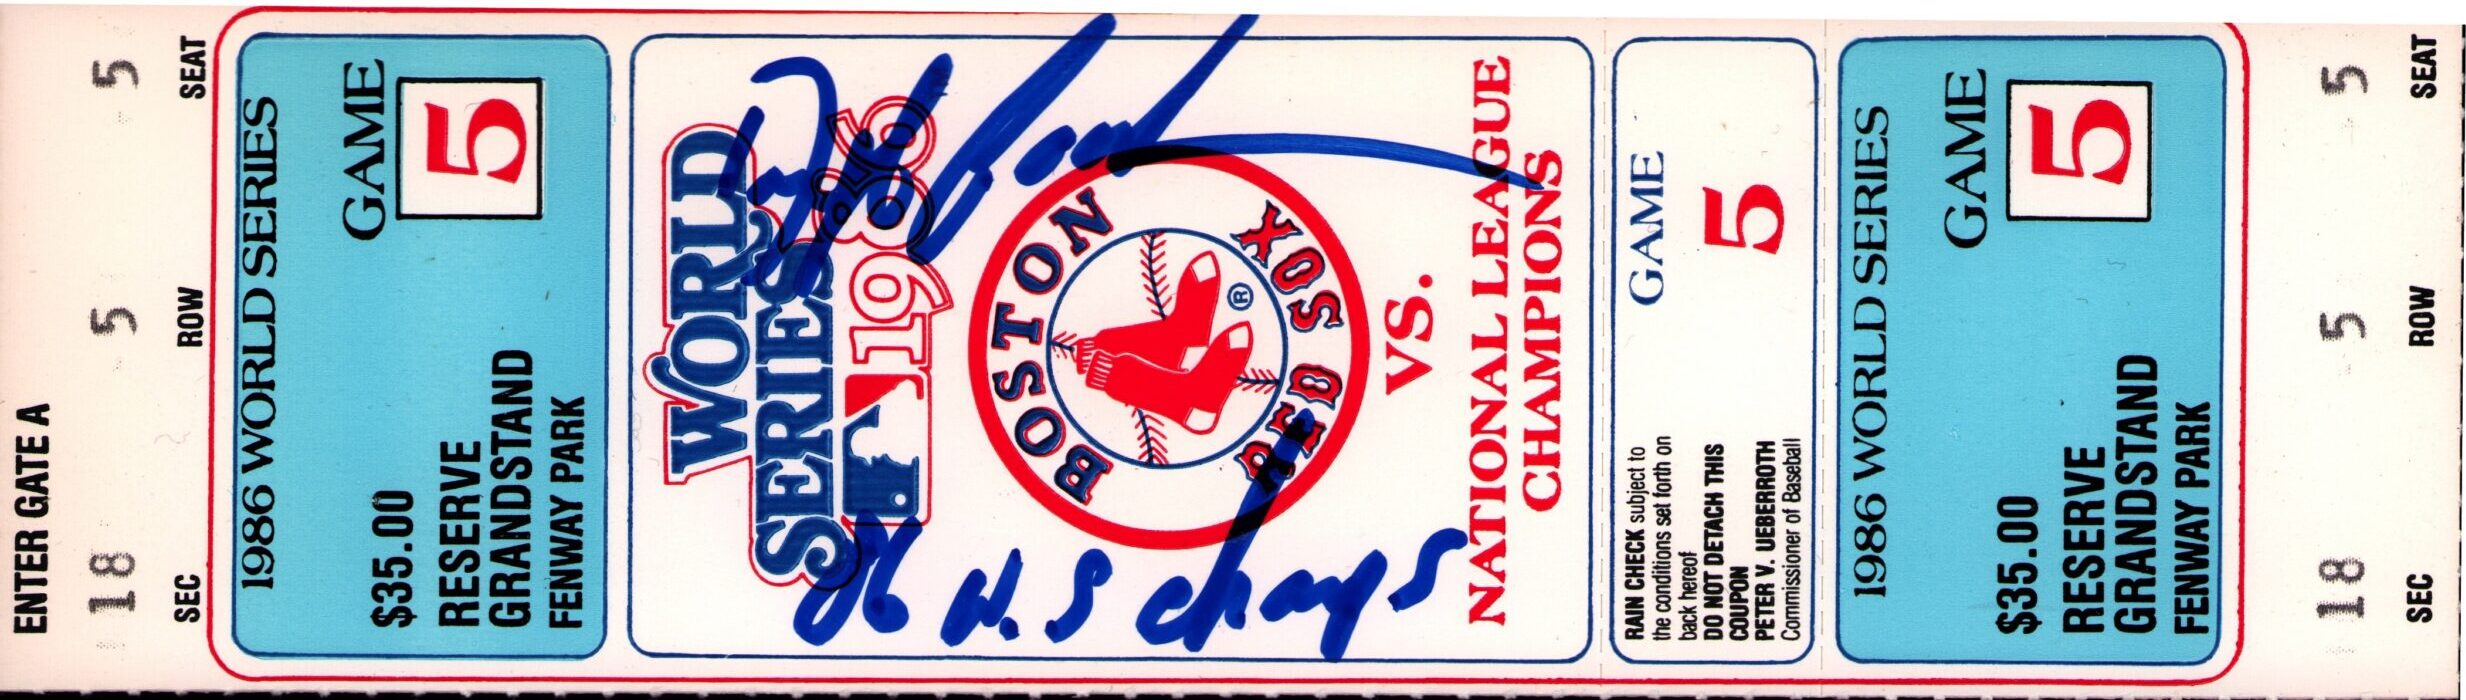 ENTER GATE A
18 5 5
SEC ROW SEAT
1986 WORLD SERIES
GAME
5
$35.00
RESERVE
GRANDSTAND
FENWAY PARK
WORLD
SERIES
1986
BOSTON RED SOX
®
VS.
NATIONAL LEAGUE
CHAMPIONS
86 W.S champs
GAME
5
RAIN CHECK subject to
the conditions set forth on
back hereof
DO NOT DETACH THIS
COUPON
PETER V. UEBERROTH
Commissioner of Baseball
1986 WORLD SERIES
GAME
5
$35.00
RESERVE
GRANDSTAND
FENWAY PARK
18 5 5
SEC ROW SEAT